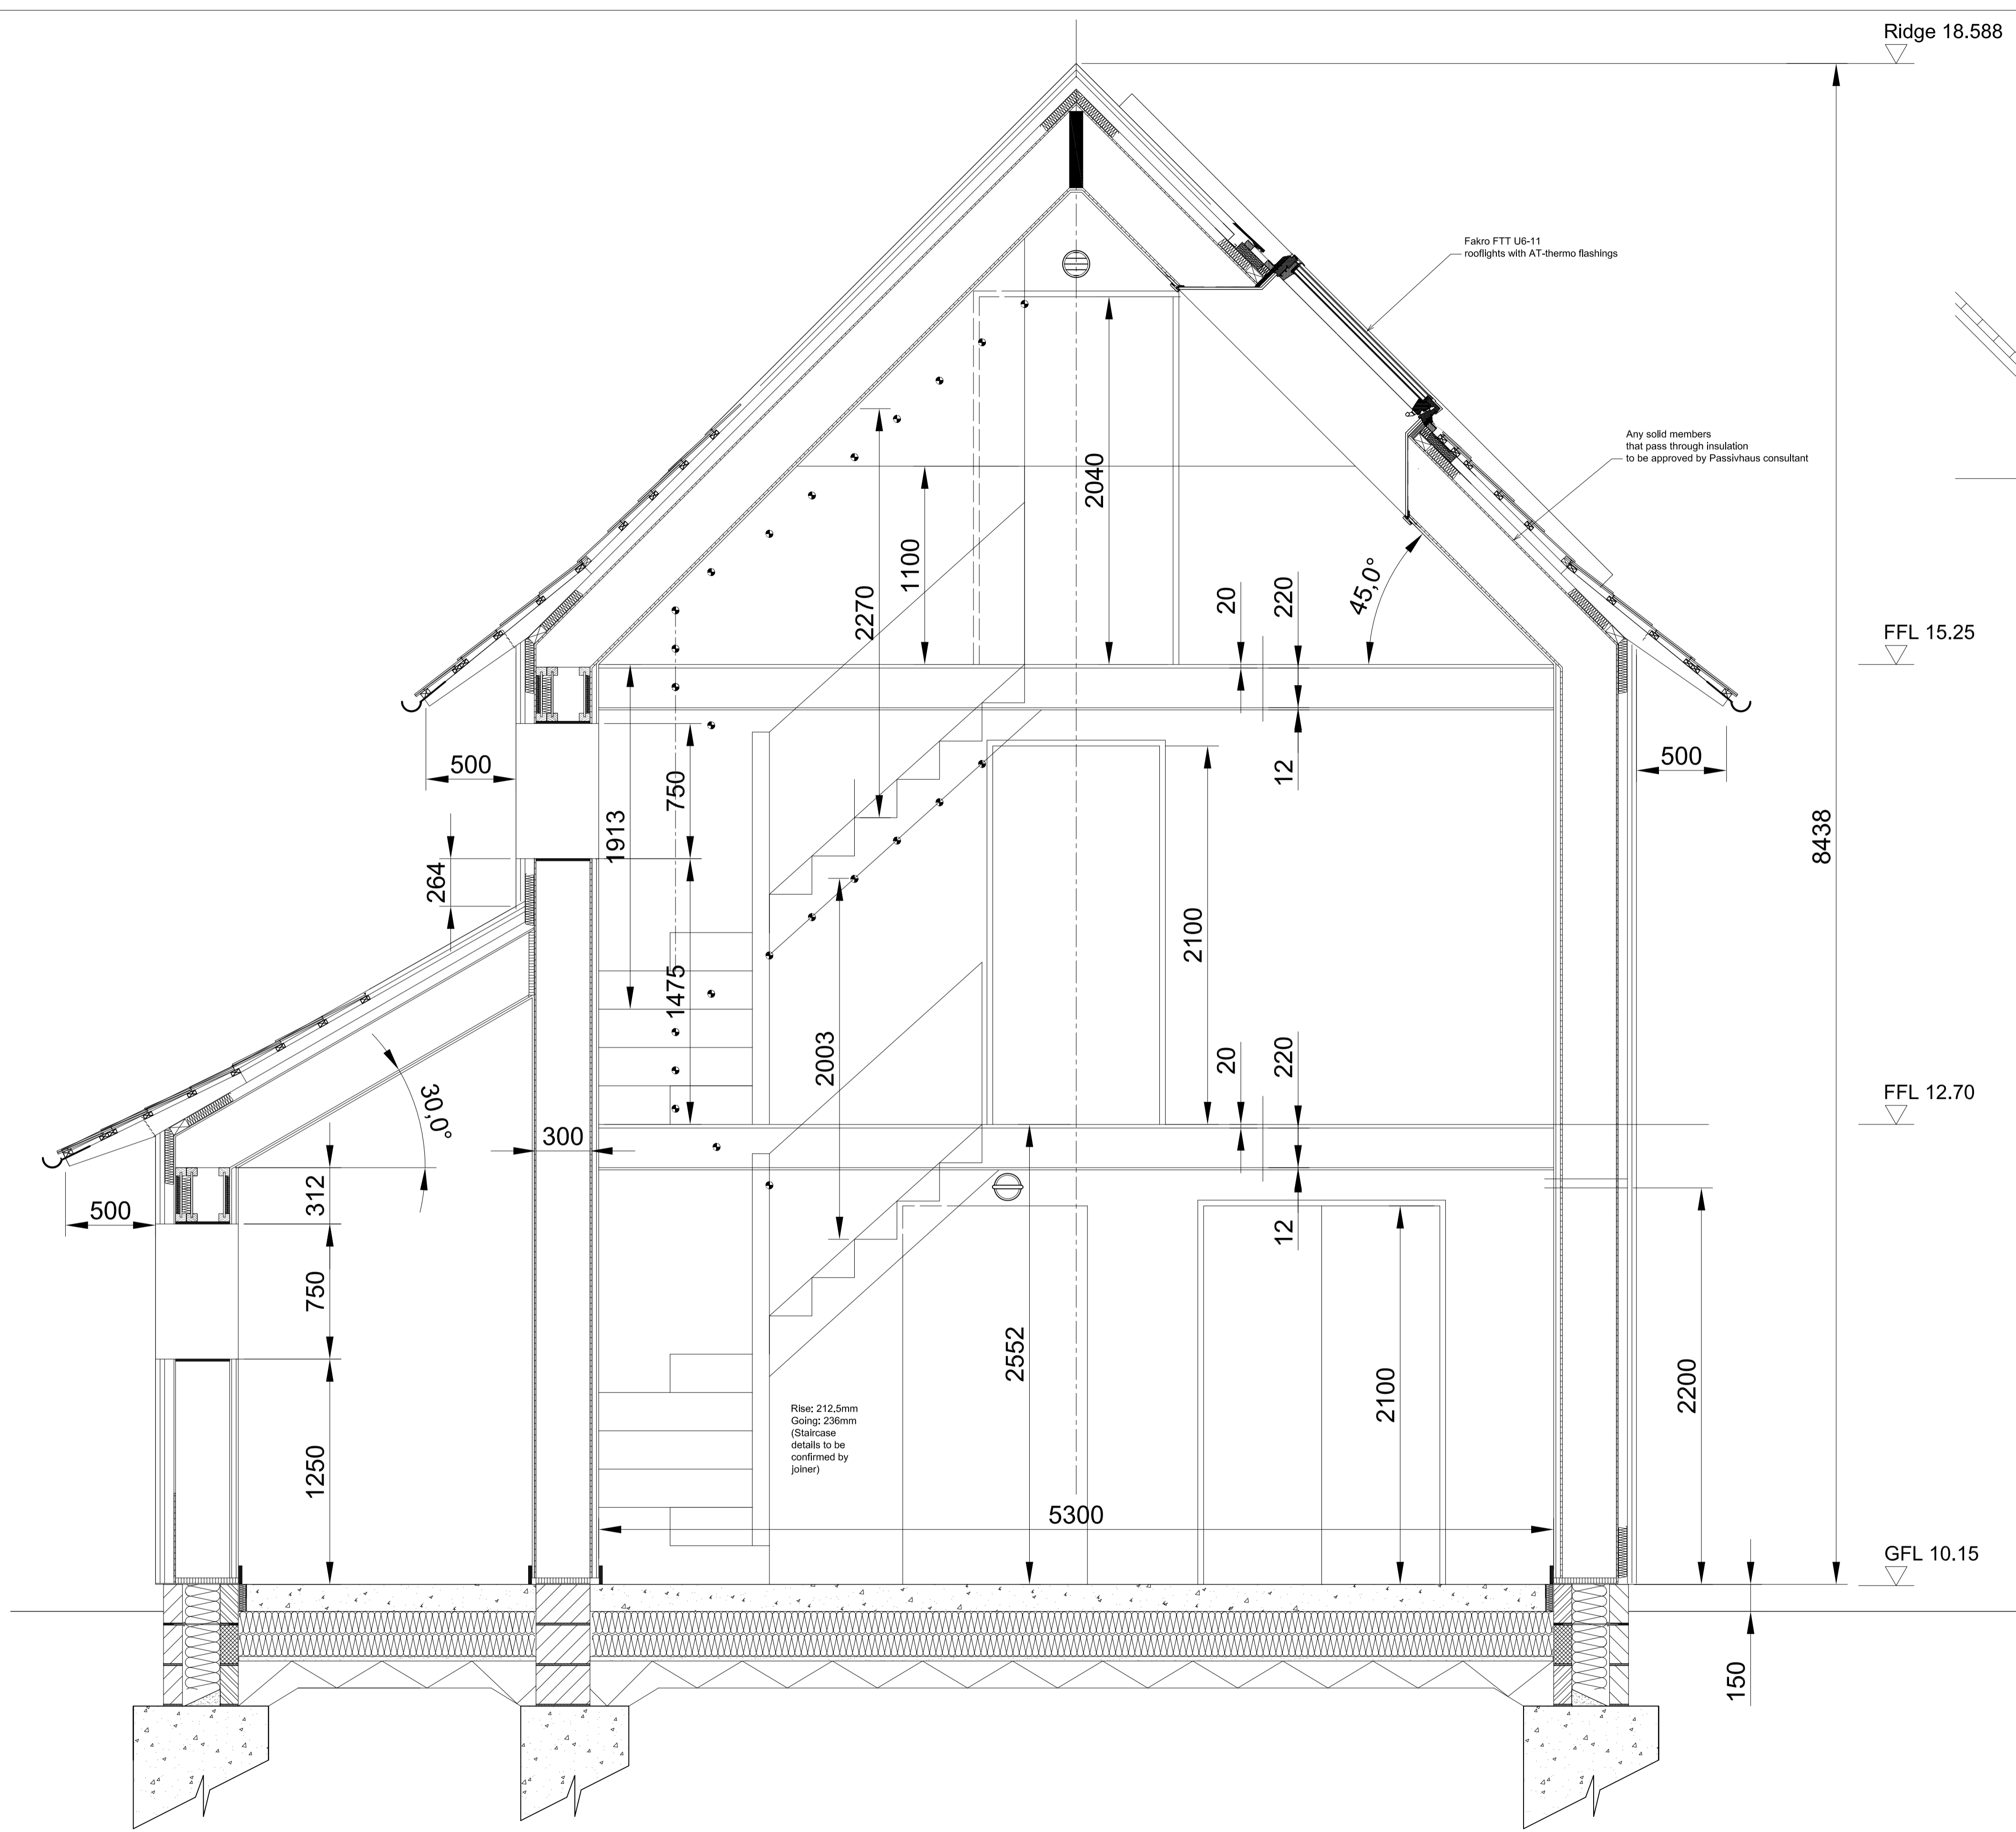 Ridge 18.588
Fakro FTT U6-11
rooflights with AT-thermo flashings
Any solid members
that pass through insulation
to be approved by Passivhaus consultant
2040
1100
2270
20
220
45,0°
FFL 15.25
500
750
12
500
1913
8438
264
2100
1475
2003
20
220
FFL 12.70
30,0°
300
312
500
12
750
2552
2200
2100
Rise: 212.5mm
Going: 236mm
(Staircase
details to be
confirmed by
joiner)
1250
5300
GFL 10.15
150